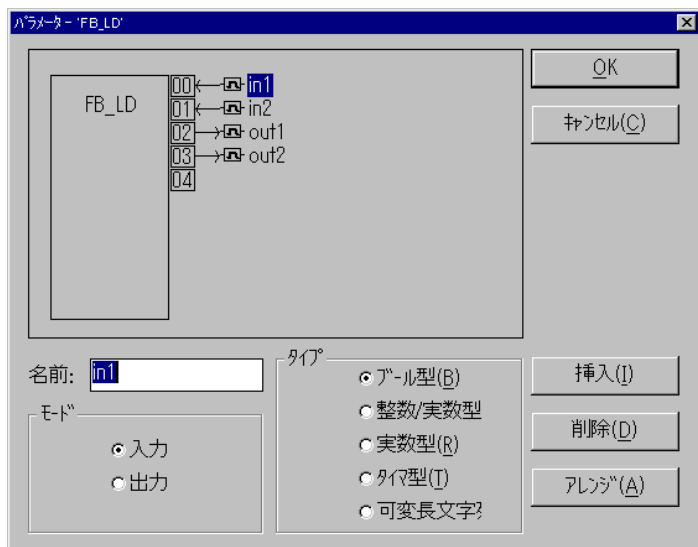 ﾊﾟﾗﾒｰﾀｰ - 'FB_LD'
FB_LD
00 in1
01 in2
02 out1
03 out2
04
OK
ｷｬﾝｾﾙ(C)
名前: in1
ﾓｰﾄﾞ
入力
出力
ﾀｲﾌﾟ
ﾌﾞｰﾙ型(B)
整数/実数型
実数型(R)
ﾀｲﾏ型(T)
可変長文字
挿入(I)
削除(D)
ｱﾚﾝｼﾞ(A)